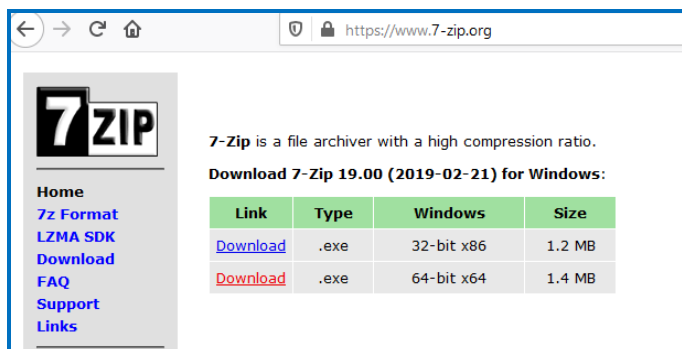 https://www.7-zip.org
7 ZIP
Home
7z Format
LZMA SDK
Download
FAQ
Support
Links
7-Zip is a file archiver with a high compression ratio.
Download 7-Zip 19.00 (2019-02-21) for Windows:
Link Type Windows Size
Download .exe 32-bit x86 1.2 MB
Download .exe 64-bit x64 1.4 MB